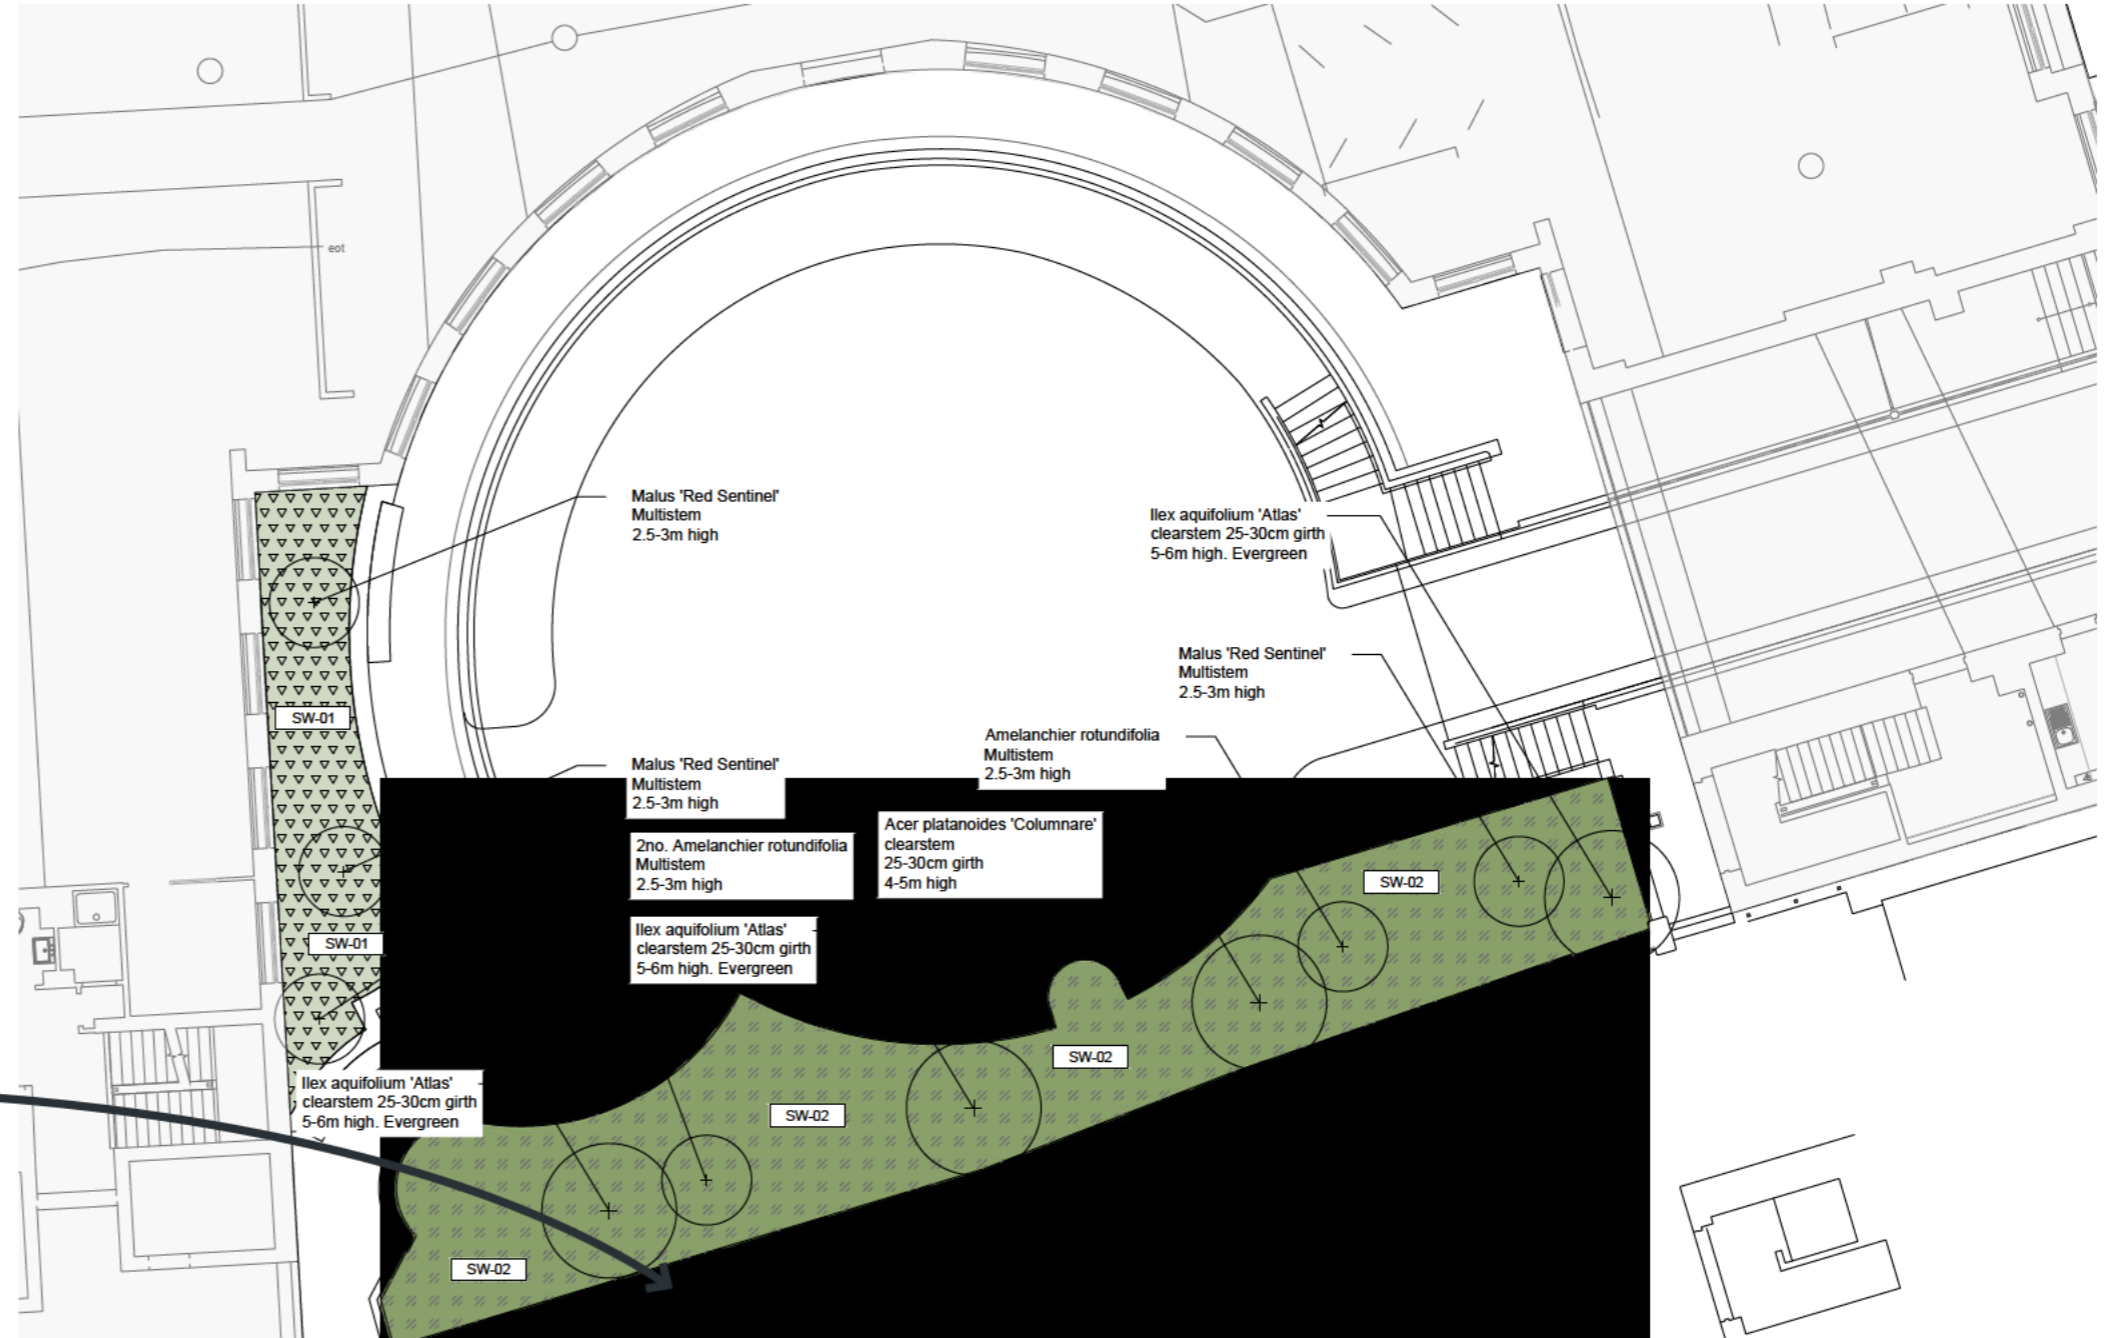 eot
Malus 'Red Sentinel'
Multistem
2.5-3m high
Ilex aquifolium 'Atlas'
clearstem 25-30cm girth
5-6m high. Evergreen
Malus 'Red Sentinel'
Multistem
2.5-3m high
SW-01
Amelanchier rotundifolia
Multistem
2.5-3m high
Malus 'Red Sentinel'
Multistem
2.5-3m high
2no. Amelanchier rotundifolia
Multistem
2.5-3m high
Acer platanoides 'Columnare'
clearstem
25-30cm girth
4-5m high
SW-02
SW-01
Ilex aquifolium 'Atlas'
clearstem 25-30cm girth
5-6m high. Evergreen
SW-02
Ilex aquifolium 'Atlas'
clearstem 25-30cm girth
5-6m high. Evergreen
SW-02
SW-02